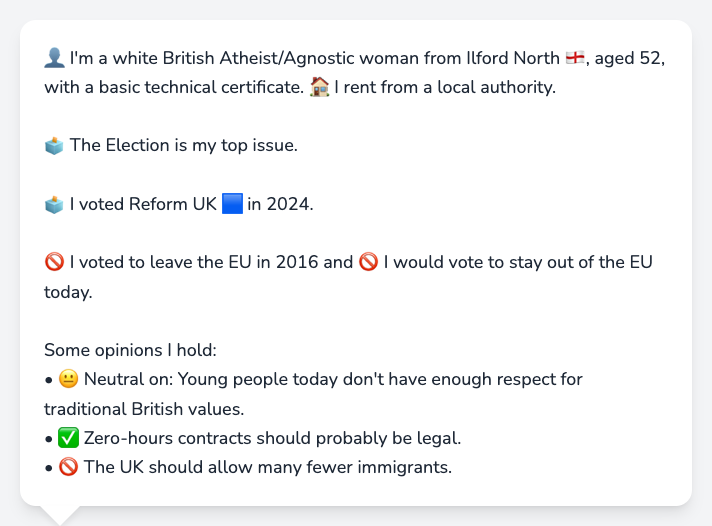 👤 I'm a white British Atheist/Agnostic woman from Ilford North 🏴󠁧󠁢󠁥󠁮󠁧󠁿, aged 52,
with a basic technical certificate. 🏠 I rent from a local authority.
🗳️ The Election is my top issue.
🗳️ I voted Reform UK 🟦 in 2024.
🚫 I voted to leave the EU in 2016 and 🚫 I would vote to stay out of the EU
today.
Some opinions I hold:
• 😐 Neutral on: Young people today don't have enough respect for
traditional British values.
• ✅ Zero-hours contracts should probably be legal.
• 🚫 The UK should allow many fewer immigrants.